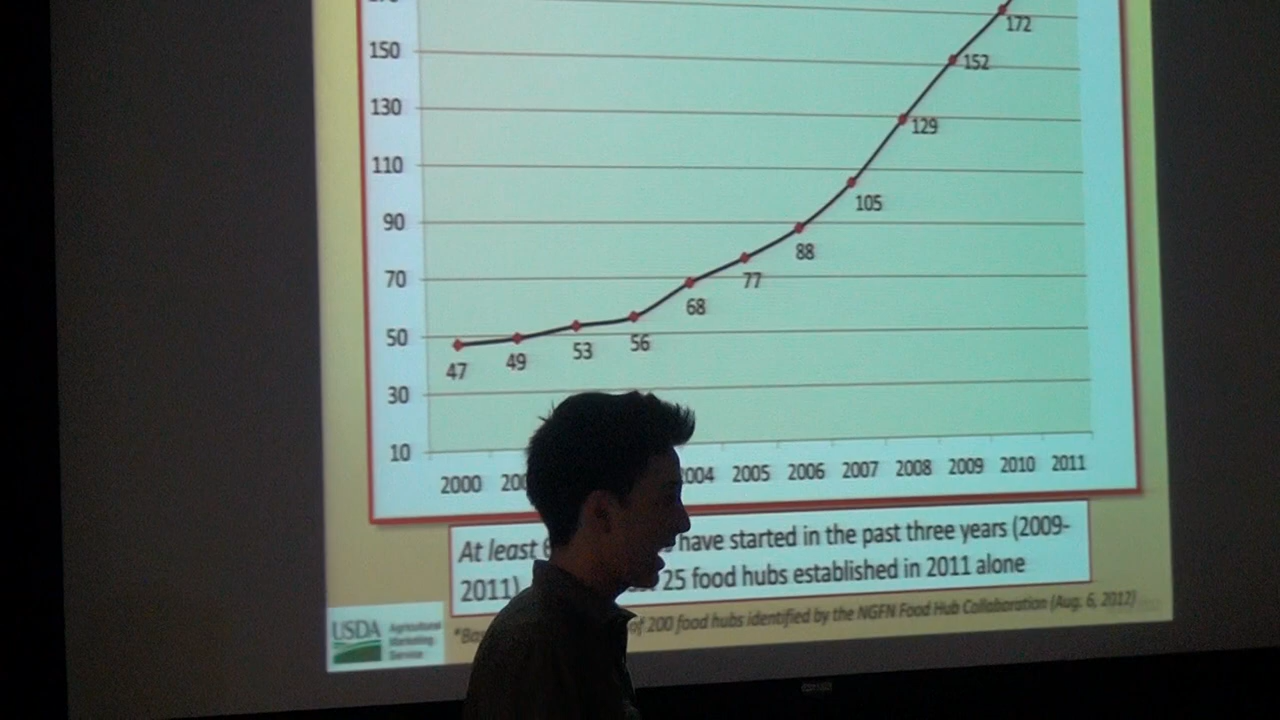 172
150
152
130
129
110
105
90
88
70
77
68
50
56
53
49
47
30
10
2000 2004 2005 2006 2007 2008 2009 2010 2011
At least have started in the past three years (2009-
2011) 25 food hubs established in 2011 alone
of 200 food hubs identified by the NGFN Food Hub Collaboration (Aug. 6, 2012)
USDA
Agricultural
Marketing
Service